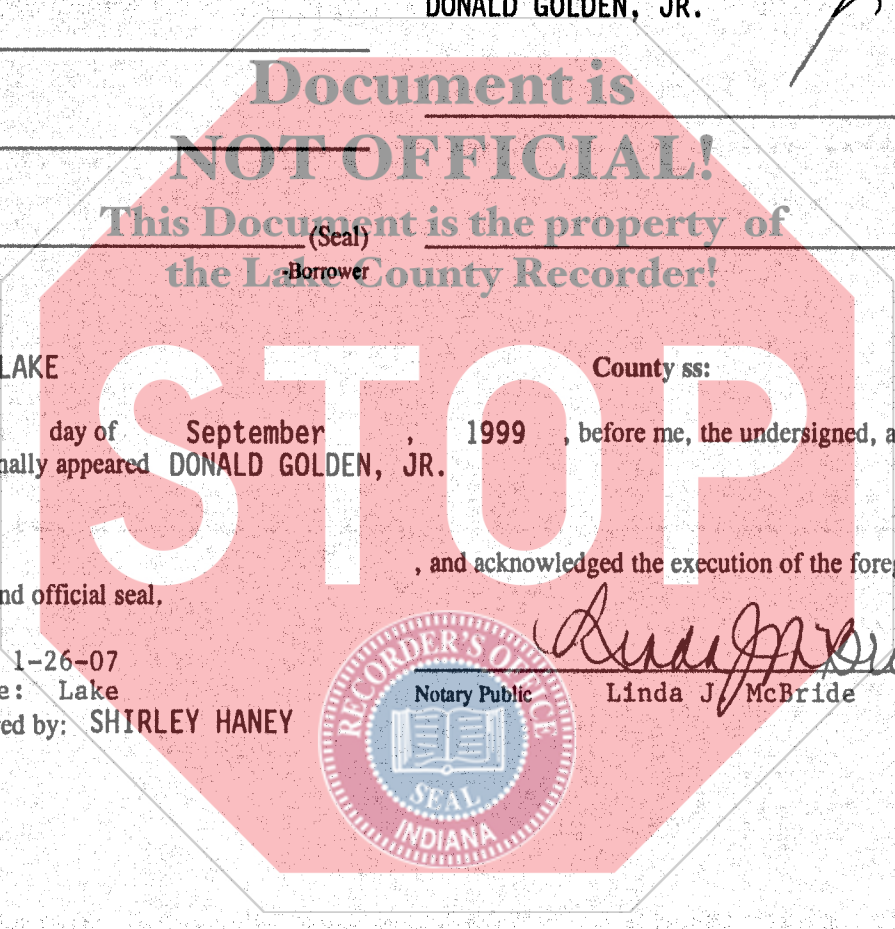 DONALD GOLDEN, JR.
Document is
NOT OFFICIAL!
This Document is the property of
the Lake County Recorder!
(Seal)
-Borrower
LAKE County ss:
day of September , 1999 , before me, the undersigned, a
nally appeared DONALD GOLDEN, JR.
STOP
, and acknowledged the execution of the fore
nd official seal.
Linda J McBri
1-26-07
e: Lake Notary Public Linda J McBride
ed by: SHIRLEY HANEY
RECORDER'S OFFICE
SEAL
INDIANA